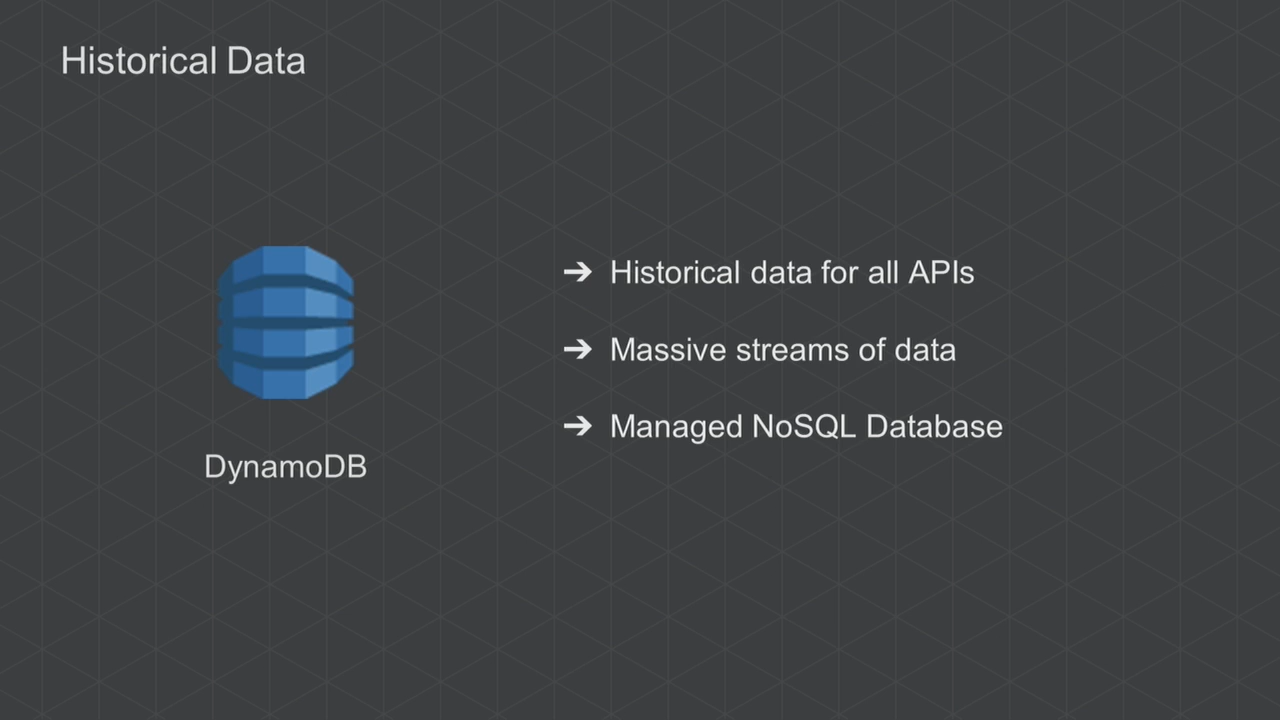 Historical Data
➔ Historical data for all APIs
➔ Massive streams of data
➔ Managed NoSQL Database
DynamoDB